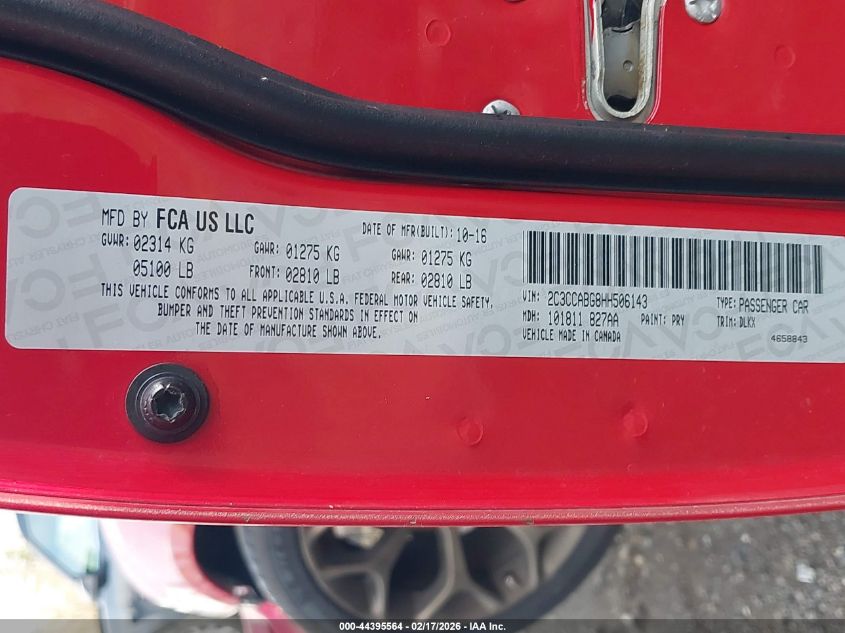 MFD BY FCA US LLC DATE OF MFR(BUILT): 10-16
GVWR: 02314 KG GAWR: 01275 KG GAWR: 01275 KG
05100 LB FRONT: 02810 LB REAR: 02810 LB
THIS VEHICLE CONFORMS TO ALL APPLICABLE U.S.A. FEDERAL MOTOR VEHICLE SAFETY,
BUMPER AND THEFT PREVENTION STANDARDS IN EFFECT ON
THE DATE OF MANUFACTURE SHOWN ABOVE.
VIN: 2C3CCABG8HH506143 TYPE: PASSENGER CAR
MDH: 101811 827AA PAINT: PRY TRIM: DLKX
VEHICLE MADE IN CANADA 4658843
000-44395564 - 02/17/2026 - IAA Inc.